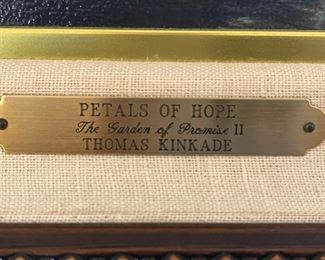 PETALS OF HOPE
The Garden of Promise II
THOMAS KINKADE